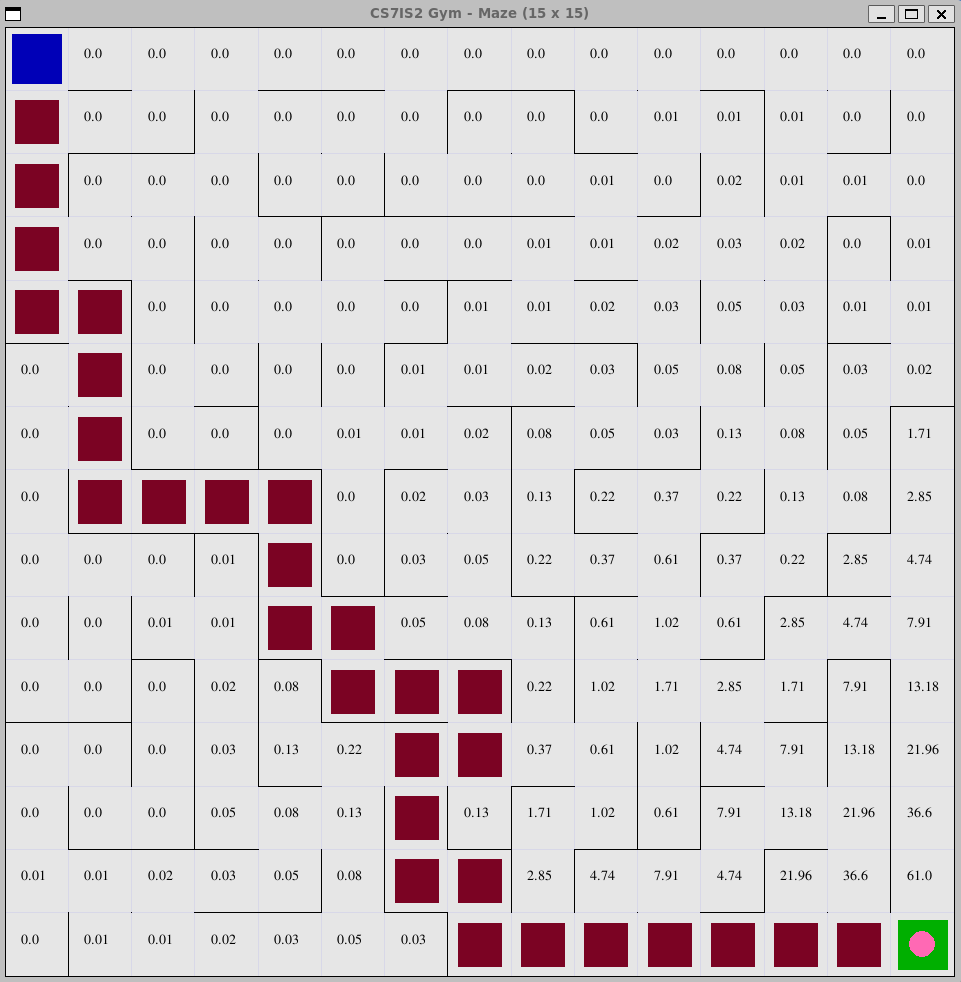 CS7IS2 Gym - Maze (15 x 15)
0.0 0.0 0.0 0.0 0.0 0.0 0.0 0.0 0.0 0.0 0.0 0.0 0.0 0.0
0.0 0.0 0.0 0.0 0.0 0.0 0.0 0.0 0.0 0.01 0.01 0.01 0.0 0.0
0.0 0.0 0.0 0.0 0.0 0.0 0.0 0.0 0.01 0.0 0.02 0.01 0.01 0.0
0.0 0.0 0.0 0.0 0.0 0.0 0.0 0.01 0.01 0.02 0.03 0.02 0.0 0.01
0.0 0.0 0.0 0.0 0.0 0.01 0.01 0.02 0.03 0.05 0.03 0.01 0.01
0.0 0.0 0.0 0.0 0.0 0.01 0.01 0.02 0.03 0.05 0.08 0.05 0.03 0.02
0.0 0.0 0.0 0.0 0.01 0.01 0.02 0.08 0.05 0.03 0.13 0.08 0.05 1.71
0.0 0.0 0.02 0.03 0.13 0.22 0.37 0.22 0.13 0.08 2.85
0.0 0.0 0.0 0.01 0.0 0.03 0.05 0.22 0.37 0.61 0.37 0.22 2.85 4.74
0.0 0.0 0.01 0.01 0.05 0.08 0.13 0.61 1.02 0.61 2.85 4.74 7.91
0.0 0.0 0.0 0.02 0.08 0.22 1.02 1.71 2.85 1.71 7.91 13.18
0.0 0.0 0.0 0.03 0.13 0.22 0.37 0.61 1.02 4.74 7.91 13.18 21.96
0.0 0.0 0.0 0.05 0.08 0.13 0.13 1.71 1.02 0.61 7.91 13.18 21.96 36.6
0.01 0.01 0.02 0.03 0.05 0.08 2.85 4.74 7.91 4.74 21.96 36.6 61.0
0.0 0.01 0.01 0.02 0.03 0.05 0.03